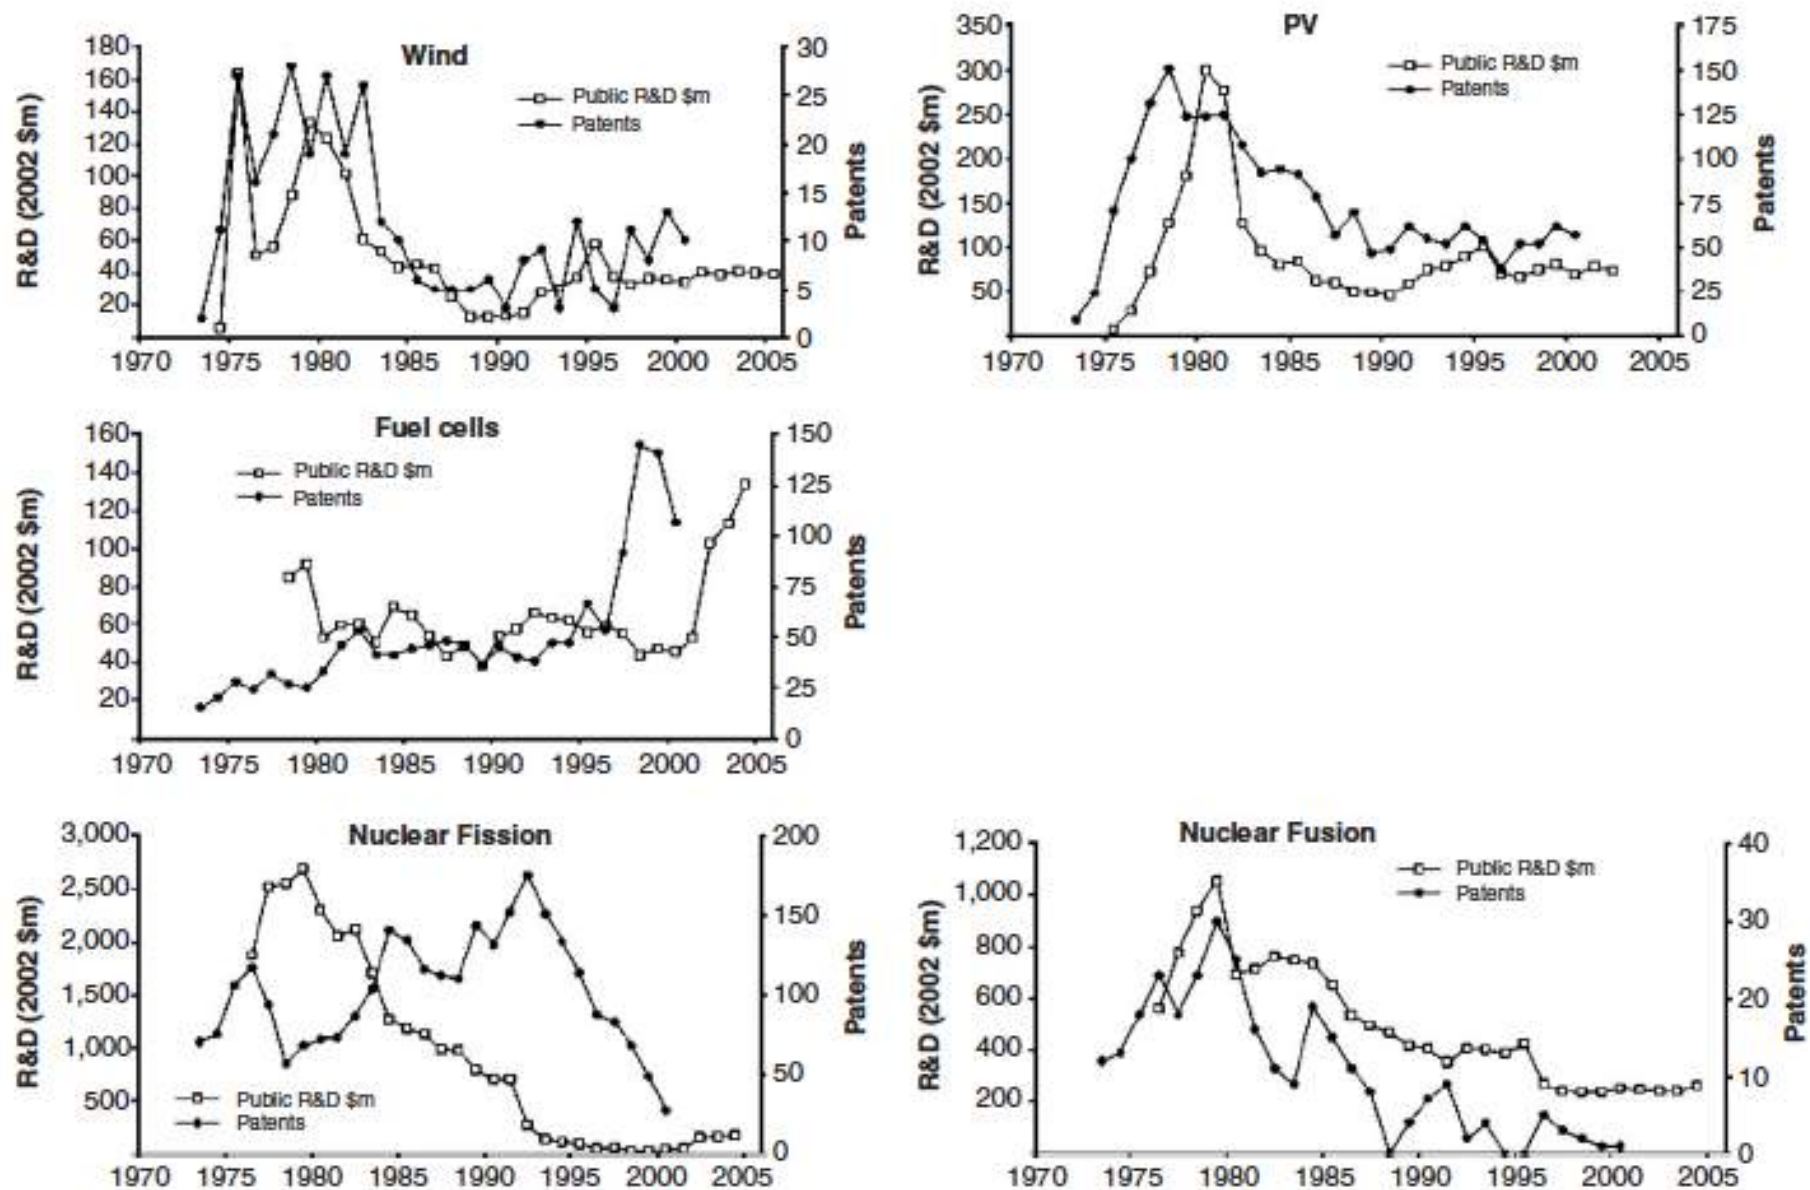 Wind
R&D (2002 $m)
180
160
140
120
100
80
60
40
20
Public R&D $m
Patents
30
25
20
15
10
5
0
Patents
1970 1975 1980 1985 1990 1995 2000 2005
PV
R&D (2002 $m)
350
300
250
200
150
100
50
Public R&D $m
Patents
175
150
125
100
75
50
25
0
Patents
1970 1975 1980 1985 1990 1995 2000 2005
Fuel cells
R&D (2002 $m)
160
140
120
100
80
60
40
20
Public R&D $m
Patents
150
125
100
75
50
25
0
Patents
1970 1975 1980 1985 1990 1995 2000 2005
Nuclear Fission
R&D (2002 $m)
3,000
2,500
2,000
1,500
1,000
500
Public R&D $m
Patents
200
150
100
50
0
Patents
1970 1975 1980 1985 1990 1995 2000 2005
Nuclear Fusion
R&D (2002 $m)
1,200
1,000
800
600
400
200
Public R&D $m
Patents
40
30
20
10
0
Patents
1970 1975 1980 1985 1990 1995 2000 2005